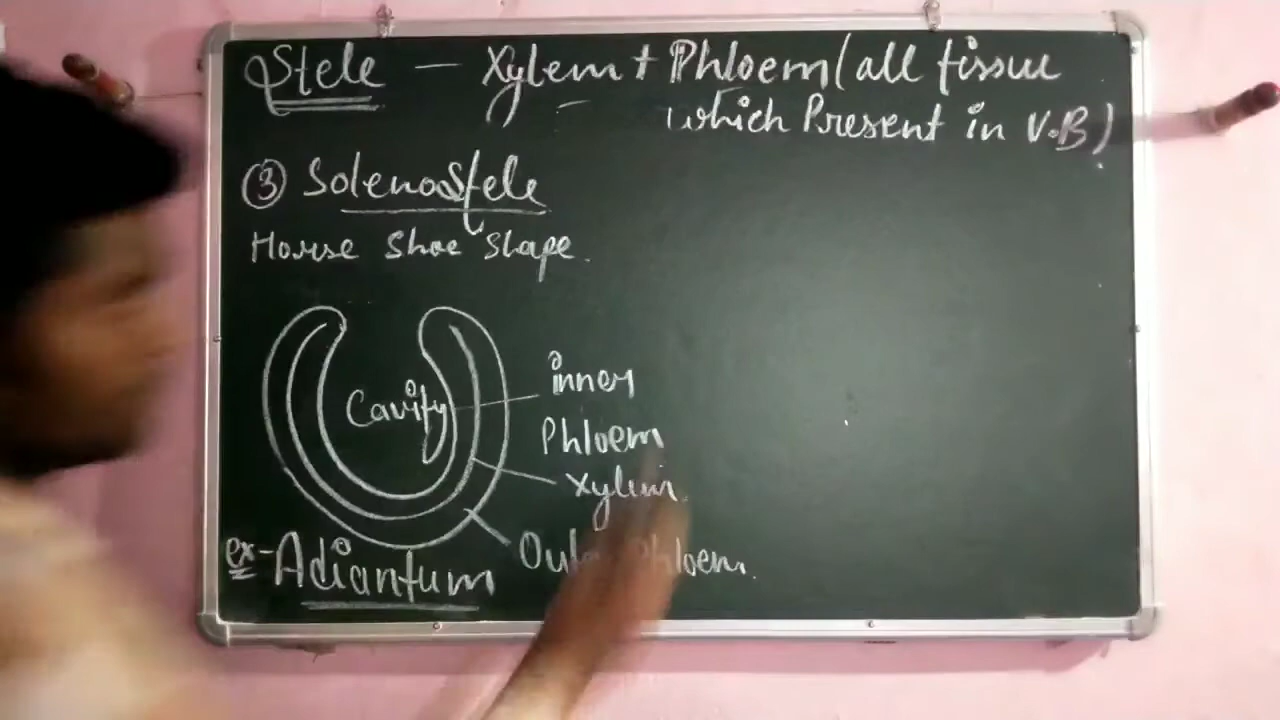 Stele — Xylem + Phloem (all tissue
which Present in V.B)
③ Solenostele
Horse Shoe Shape.
Cavity
inner
Phloem
Xylem
Phloem.
ex- Adiantum